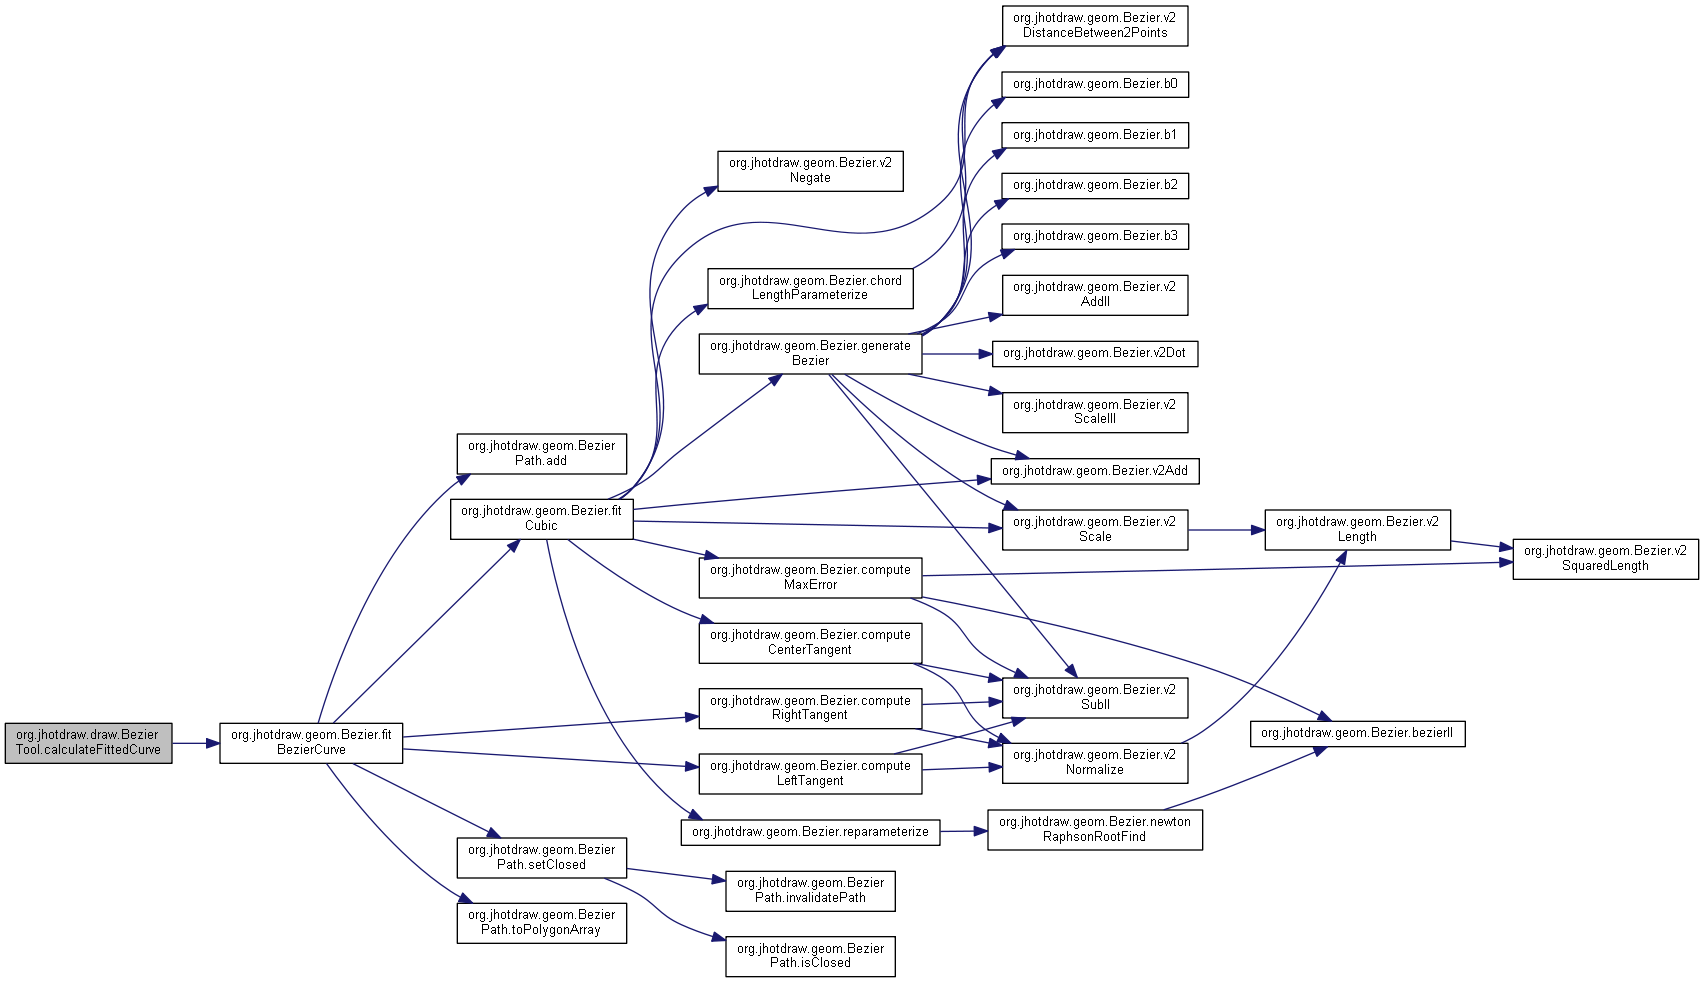 org.jhotdraw.draw.Bezier
Tool.calculateFittedCurve
org.jhotdraw.geom.Bezier.fit
BezierCurve
org.jhotdraw.geom.Bezier
Path.add
org.jhotdraw.geom.Bezier.fit
Cubic
org.jhotdraw.geom.Bezier
Path.setClosed
org.jhotdraw.geom.Bezier
Path.toPolygonArray
org.jhotdraw.geom.Bezier.v2
Negate
org.jhotdraw.geom.Bezier.chord
LengthParameterize
org.jhotdraw.geom.Bezier.generate
Bezier
org.jhotdraw.geom.Bezier.compute
MaxError
org.jhotdraw.geom.Bezier.compute
CenterTangent
org.jhotdraw.geom.Bezier.compute
RightTangent
org.jhotdraw.geom.Bezier.compute
LeftTangent
org.jhotdraw.geom.Bezier.reparameterize
org.jhotdraw.geom.Bezier
Path.invalidatePath
org.jhotdraw.geom.Bezier
Path.isClosed
org.jhotdraw.geom.Bezier.v2
DistanceBetween2Points
org.jhotdraw.geom.Bezier.b0
org.jhotdraw.geom.Bezier.b1
org.jhotdraw.geom.Bezier.b2
org.jhotdraw.geom.Bezier.b3
org.jhotdraw.geom.Bezier.v2
AddII
org.jhotdraw.geom.Bezier.v2Dot
org.jhotdraw.geom.Bezier.v2
ScaleIII
org.jhotdraw.geom.Bezier.v2Add
org.jhotdraw.geom.Bezier.v2
Scale
org.jhotdraw.geom.Bezier.v2
SubII
org.jhotdraw.geom.Bezier.v2
Normalize
org.jhotdraw.geom.Bezier.newton
RaphsonRootFind
org.jhotdraw.geom.Bezier.v2
Length
org.jhotdraw.geom.Bezier.bezierII
org.jhotdraw.geom.Bezier.v2
SquaredLength